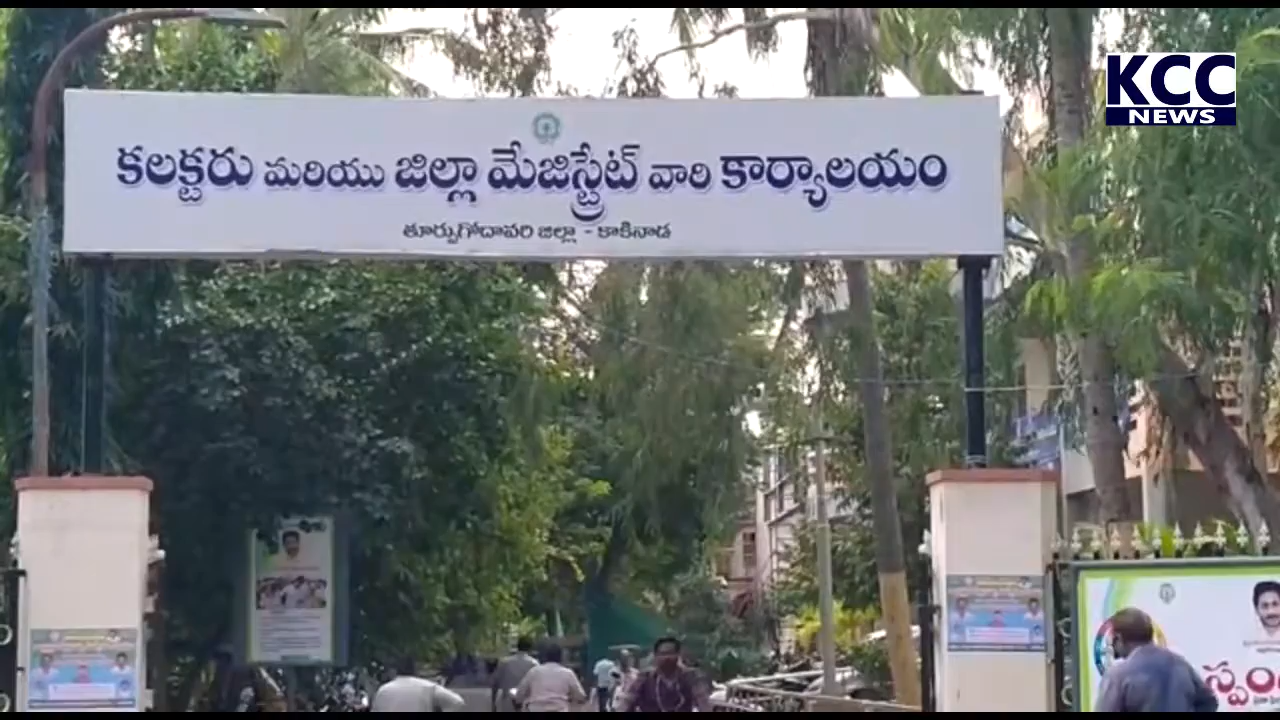 KCC
NEWS
కలక్టరు మరియు జిల్లా మేజిస్ట్రేట్ వారి కార్యాలయం
తూర్పుగోదావరి జిల్లా - కాకినాడ